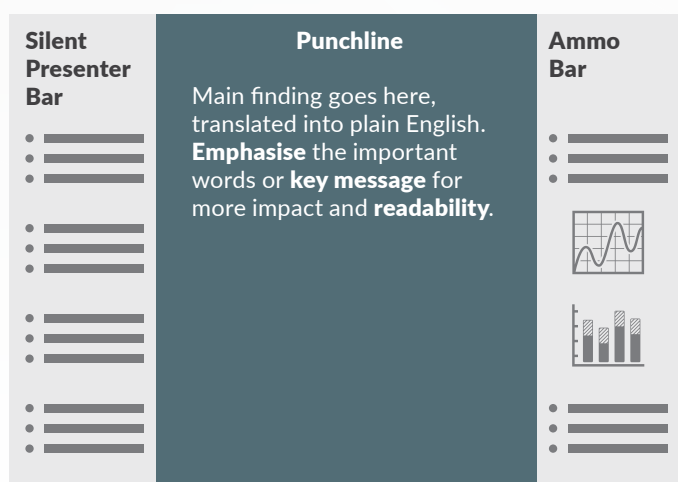 Silent
Presenter
Bar
Punchline
Main finding goes here,
translated into plain English.
Emphasise the important
words or key message for
more impact and readability.
Ammo
Bar